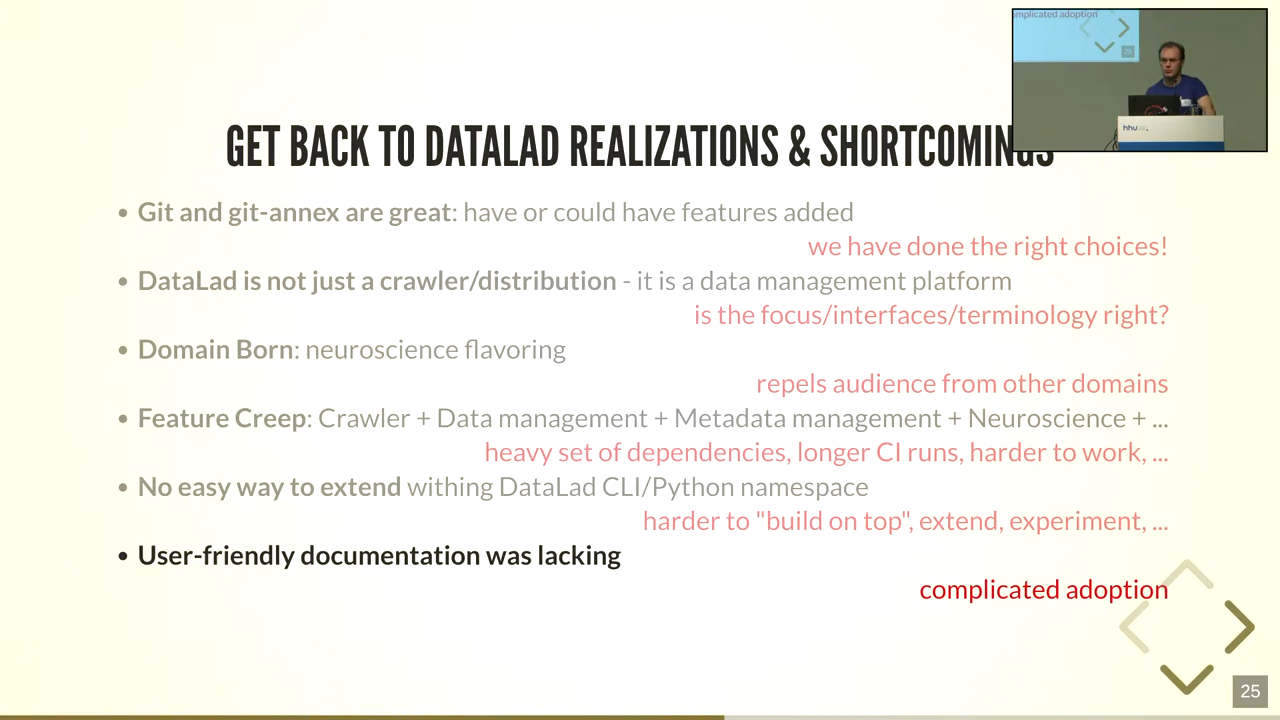 complicated adoption
hhu
GET BACK TO DATALAD REALIZATIONS & SHORTCOMINGS
• Git and git-annex are great: have or could have features added
we have done the right choices!
• DataLad is not just a crawler/distribution - it is a data management platform
is the focus/interfaces/terminology right?
• Domain Born: neuroscience flavoring
repels audience from other domains
• Feature Creep: Crawler + Data management + Metadata management + Neuroscience + ...
heavy set of dependencies, longer CI runs, harder to work, ...
• No easy way to extend withing DataLad CLI/Python namespace
harder to "build on top", extend, experiment, ...
• User-friendly documentation was lacking
complicated adoption
25